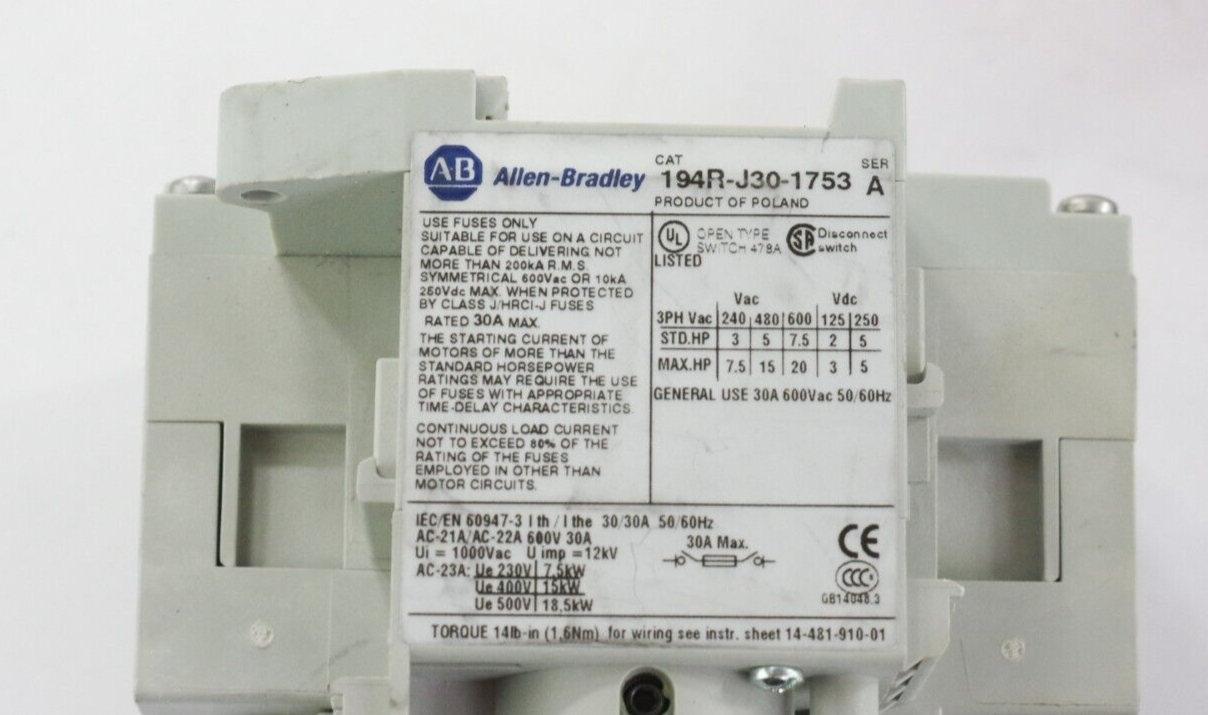 AB Allen-Bradley
CAT
194R-J30-1753
SER
A
PRODUCT OF POLAND
USE FUSES ONLY
SUITABLE FOR USE ON A CIRCUIT
CAPABLE OF DELIVERING NOT
MORE THAN 200kA R.M.S.
SYMMETRICAL 600Vac OR 10kA
250Vdc MAX. WHEN PROTECTED
BY CLASS J/HRCI-J FUSES
RATED 30A MAX.
THE STARTING CURRENT OF
MOTORS OF MORE THAN THE
STANDARD HORSEPOWER
RATINGS MAY REQUIRE THE USE
OF FUSES WITH APPROPRIATE
TIME-DELAY CHARACTERISTICS.
CONTINUOUS LOAD CURRENT
NOT TO EXCEED 80% OF THE
RATING OF THE FUSES
EMPLOYED IN OTHER THAN
MOTOR CIRCUITS.
UL
LISTED
OPEN TYPE
SWITCH 478A
SA
Disconnect
switch
Vac Vdc
3PH Vac 240 480 600 125 250
STD.HP 3 5 7.5 2 5
MAX.HP 7.5 15 20 3 5
GENERAL USE 30A 600Vac 50/60Hz
IEC/EN 60947-3 I th / I the 30/30A 50/60Hz
AC-21A/AC-22A 600V 30A
Ui = 1000Vac U imp =12kV
AC-23A: Ue 230V 7,5kW
Ue 400V 15kW
Ue 500V 18,5kW
30A Max.
CE
CCC
GB14048.3
TORQUE 14lb-in (1,6Nm) for wiring see instr. sheet 14-481-910-01